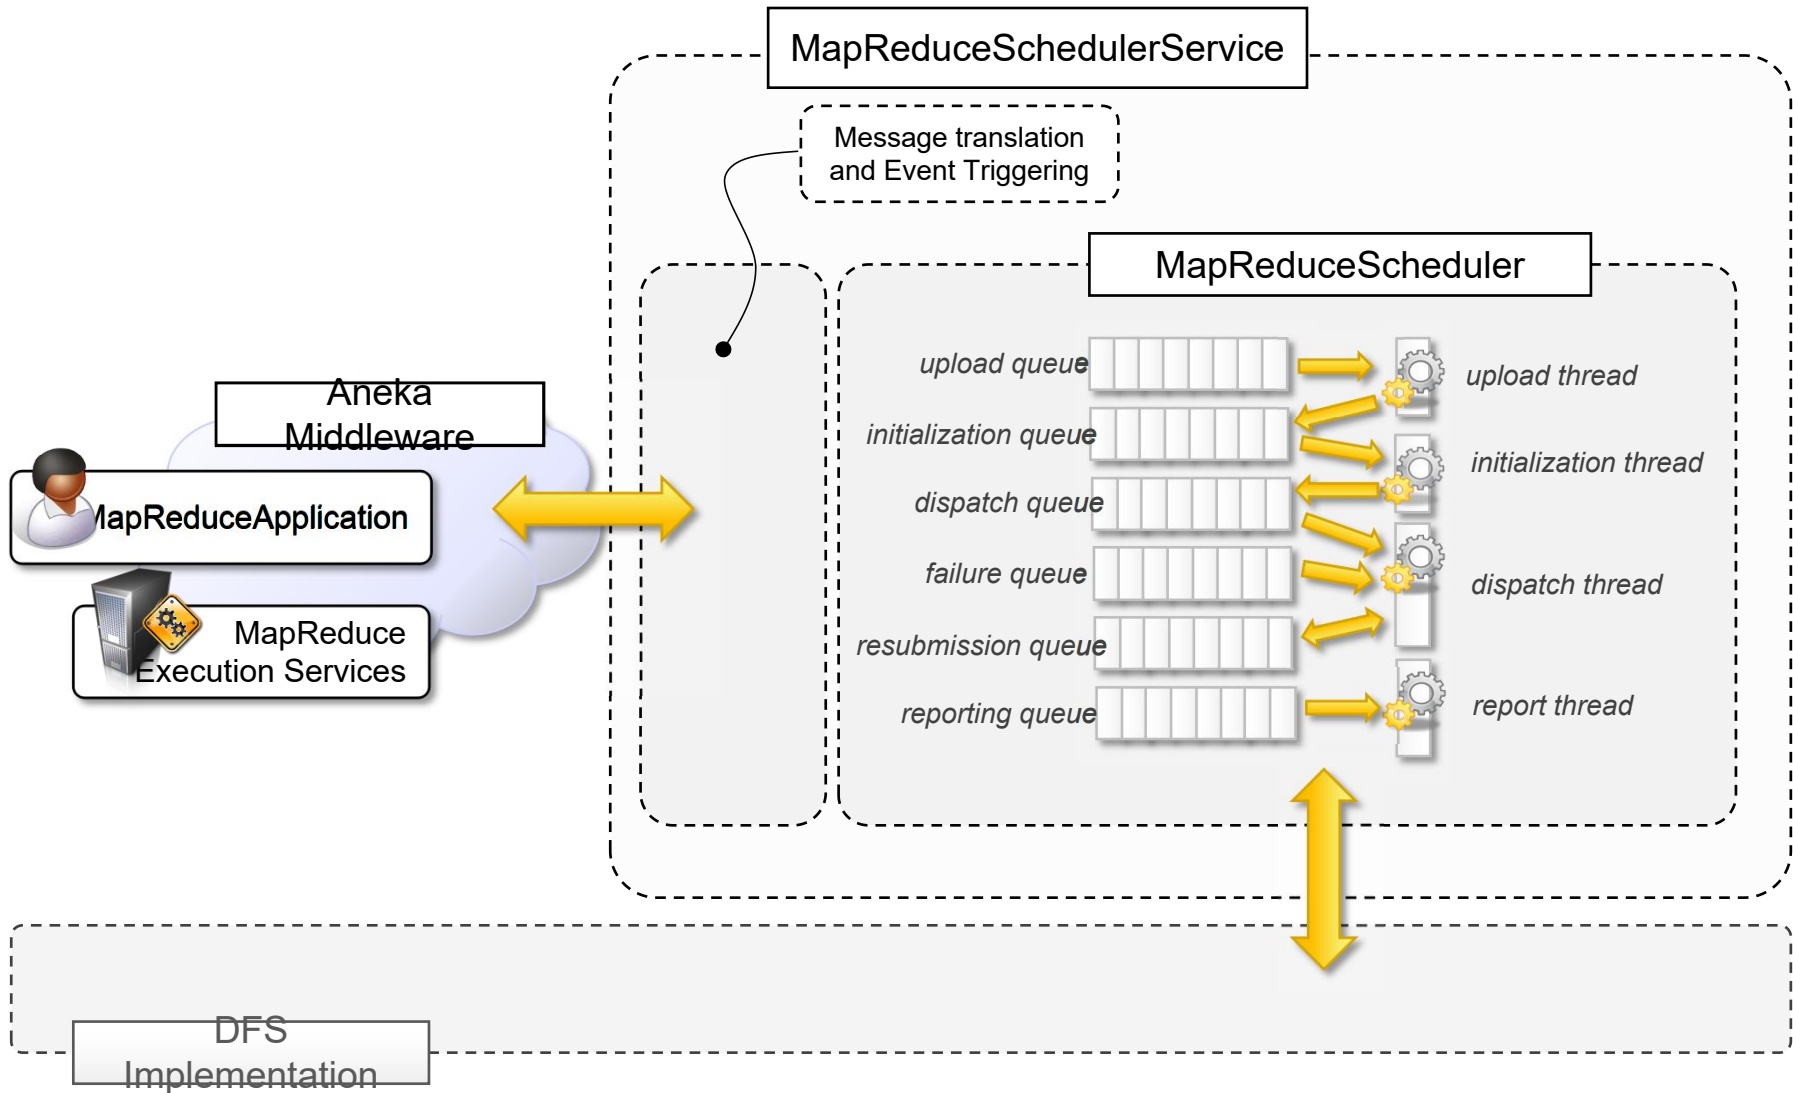 MapReduceSchedulerService
Message translation
and Event Triggering
MapReduceScheduler
upload queue
upload thread
Aneka
Middleware
initialization queue
initialization thread
MapReduceApplication
dispatch queue
failure queue
dispatch thread
MapReduce
Execution Services
resubmission queue
reporting queue
report thread
DFS
Implementation